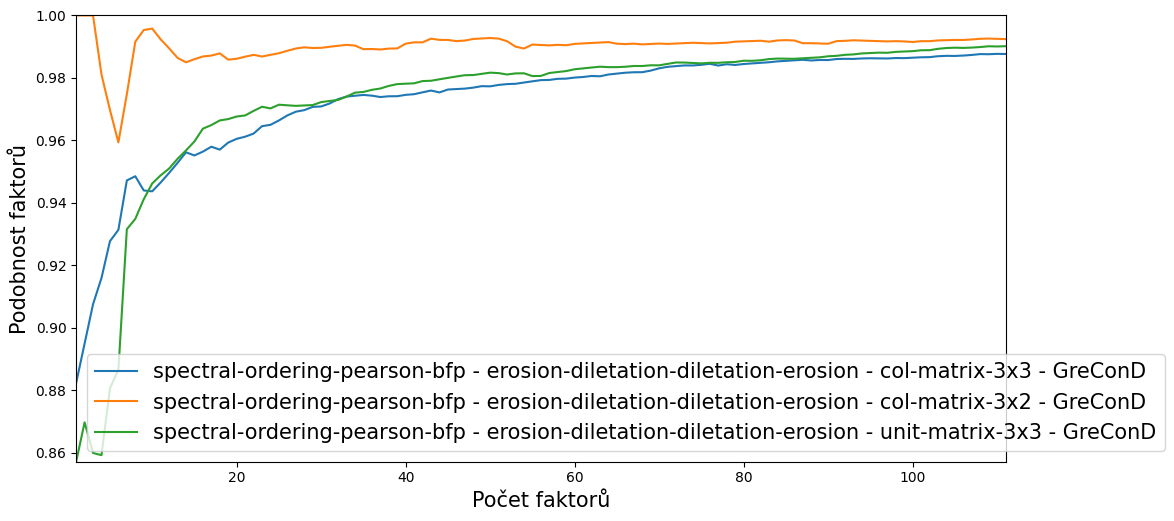 1.00
0.98
0.96
0.94
0.92
0.90
0.88
0.86
Podobnost faktorů
spectral-ordering-pearson-bfp - erosion-diletation-diletation-erosion - col-matrix-3x3 - GreConD
spectral-ordering-pearson-bfp - erosion-diletation-diletation-erosion - col-matrix-3x2 - GreConD
spectral-ordering-pearson-bfp - erosion-diletation-diletation-erosion - unit-matrix-3x3 - GreConD
20 40 60 80 100
Počet faktorů